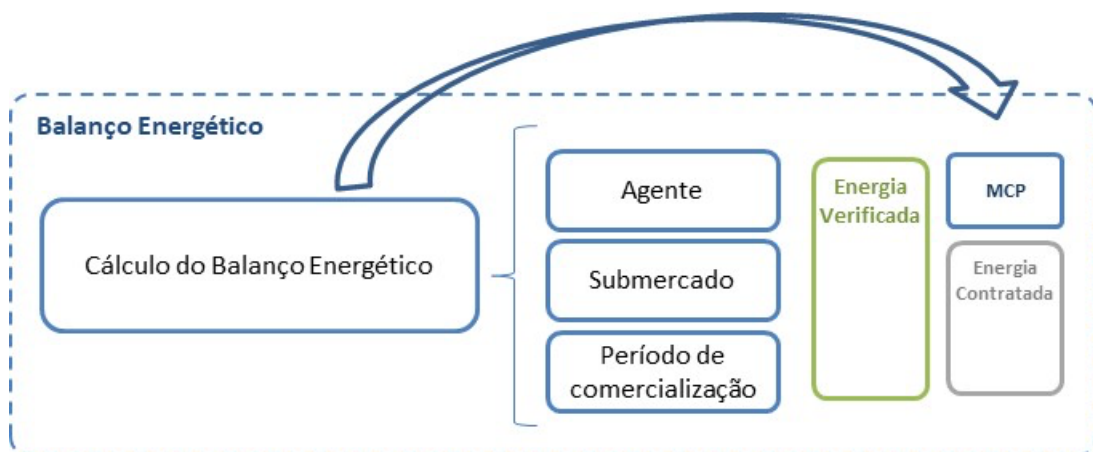 Balanço Energético
Cálculo do Balanço Energético
Agente
Submercado
Período de
comercialização
Energia
Verificada
MCP
Energia
Contratada